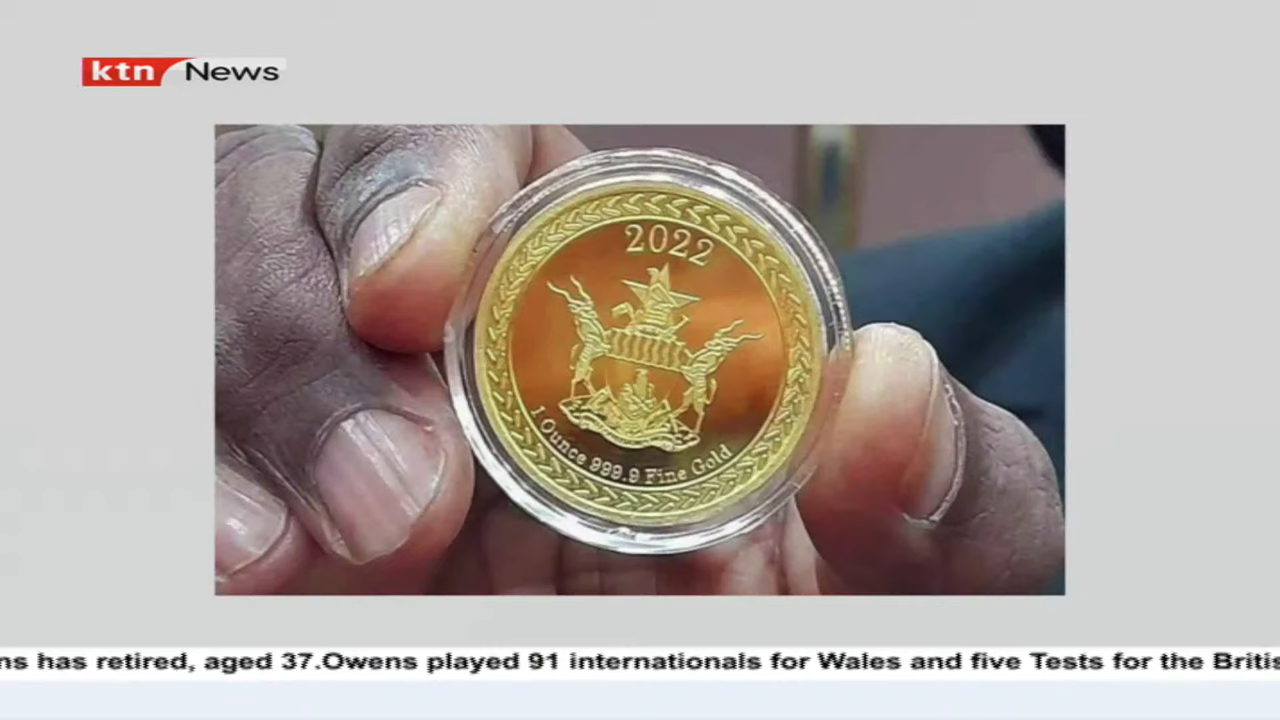 ktn News
2022
1 Ounce 999.9 Fine Gold
ns has retired, aged 37.Owens played 91 internationals for Wales and five Tests for the Britis